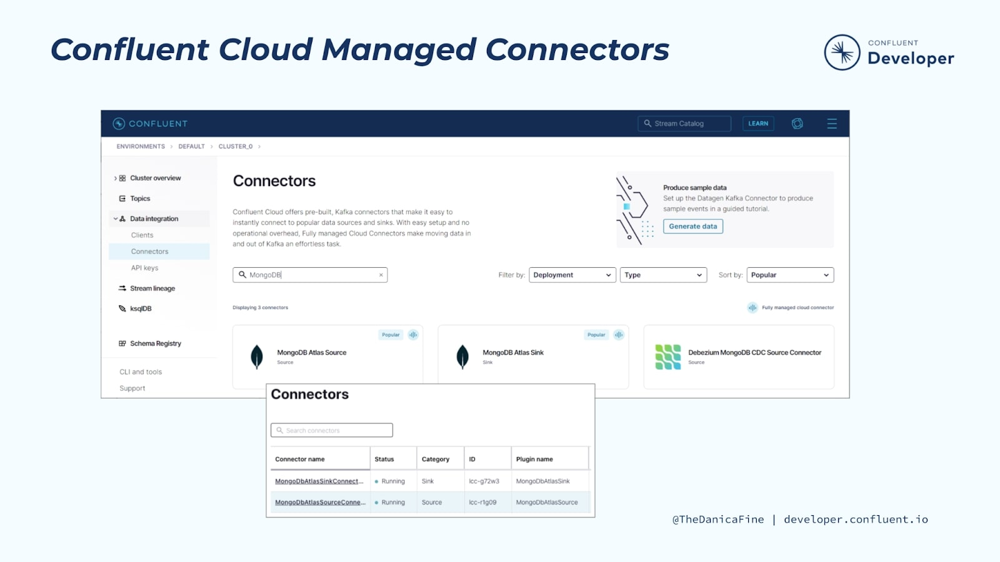 Confluent Cloud Managed Connectors
CONFLUENT
Developer
CONFLUENT
Stream Catalog
LEARN
ENVIRONMENTS > DEFAULT > CLUSTER_0 >
Cluster overview
Topics
Data integration
Clients
Connectors
API keys
Stream lineage
ksqlDB
Schema Registry
CLI and tools
Support
Connectors
Confluent Cloud offers pre-built, Kafka connectors that make it easy to
instantly connect to popular data sources and sinks. With easy setup and no
operational overhead, Fully managed Cloud Connectors make moving data in
and out of Kafka an effortless task.
Produce sample data
Set up the Datagen Kafka Connector to produce
sample events in a guided tutorial.
Generate data
MongoDB
Filter by: Deployment Type Sort by: Popular
Displaying 3 connectors
Fully managed cloud connector
Popular
MongoDB Atlas Source
Source
Popular
MongoDB Atlas Sink
Sink
Debezium MongoDB CDC Source Connector
Source
Connectors
Search connectors
Connector name Status Category ID Plugin name
MongoDbAtlasSinkConnect... Running Sink lcc-g72w3 MongoDbAtlasSink
MongoDbAtlasSourceConne... Running Source lcc-r1g09 MongoDbAtlasSource
@TheDanicaFine | developer.confluent.io